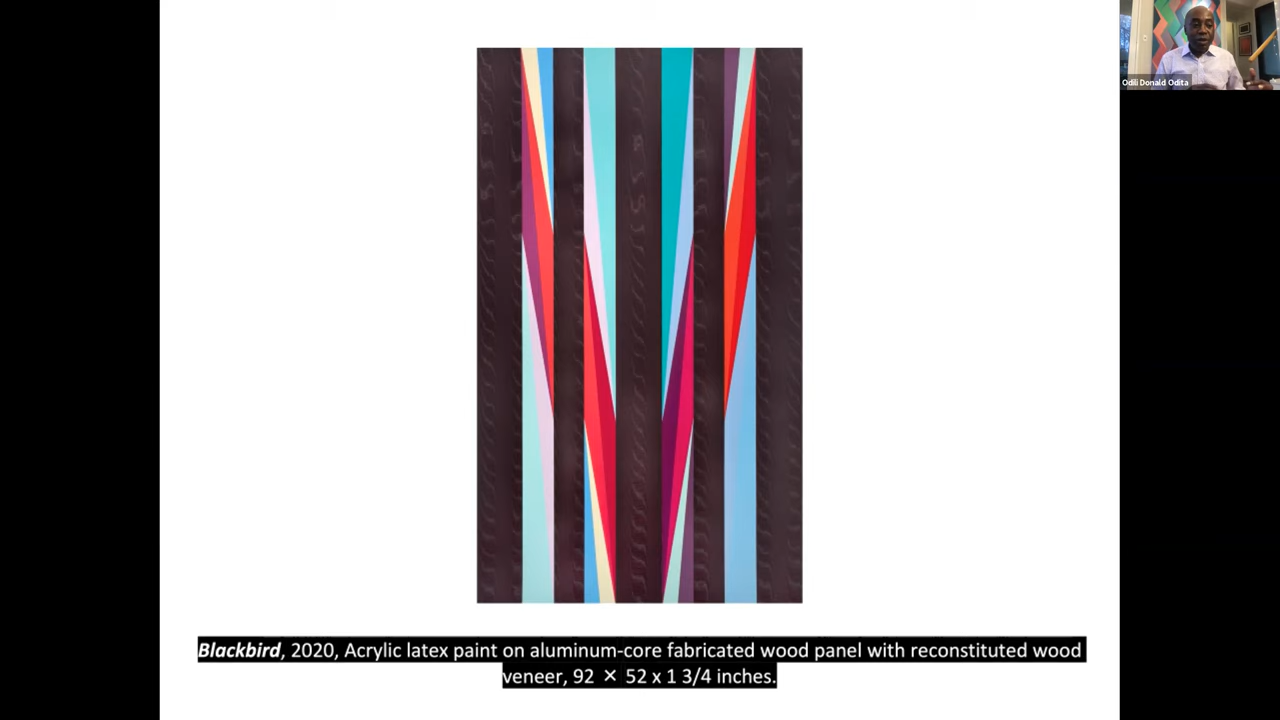 Odili Donald Odita
Blackbird, 2020, Acrylic latex paint on aluminum-core fabricated wood panel with reconstituted wood
veneer, 92 × 52 x 1 3/4 inches.